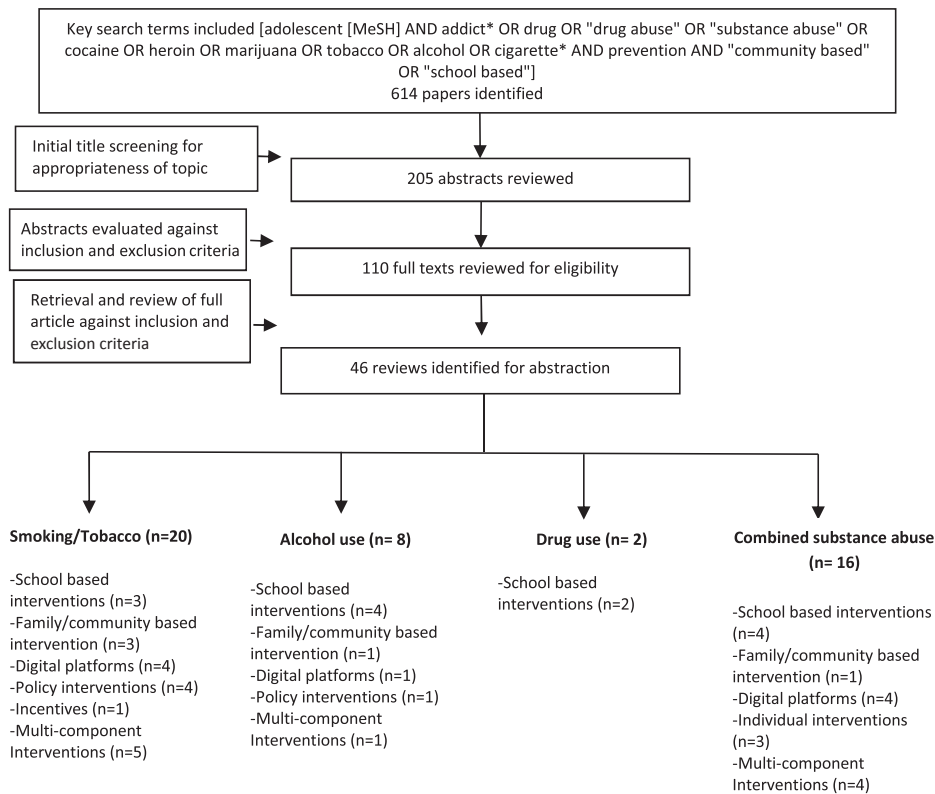 Key search terms included [adolescent [MeSH] AND addict* OR drug OR "drug abuse" OR "substance abuse" OR
cocaine OR heroin OR marijuana OR tobacco OR alcohol OR cigarette* AND prevention AND "community based"
OR "school based"]
614 papers identified
Initial title screening for
appropriateness of topic
205 abstracts reviewed
Abstracts evaluated against
inclusion and exclusion criteria
110 full texts reviewed for eligibility
Retrieval and review of full
article against inclusion and
exclusion criteria
46 reviews identified for abstraction
Smoking/Tobacco (n=20)
-School based
interventions (n=3)
-Family/community based
intervention (n=3)
-Digital platforms (n=4)
-Policy interventions (n=4)
-Incentives (n=1)
-Multi-component
Interventions (n=5)
Alcohol use (n= 8)
-School based
interventions (n=4)
-Family/community based
intervention (n=1)
-Digital platforms (n=1)
-Policy interventions (n=1)
-Multi-component
Interventions (n=1)
Drug use (n= 2)
-School based
interventions (n=2)
Combined substance abuse
(n= 16)
-School based interventions
(n=4)
-Family/community based
intervention (n=1)
-Digital platforms (n=4)
-Individual interventions
(n=3)
-Multi-component
Interventions (n=4)